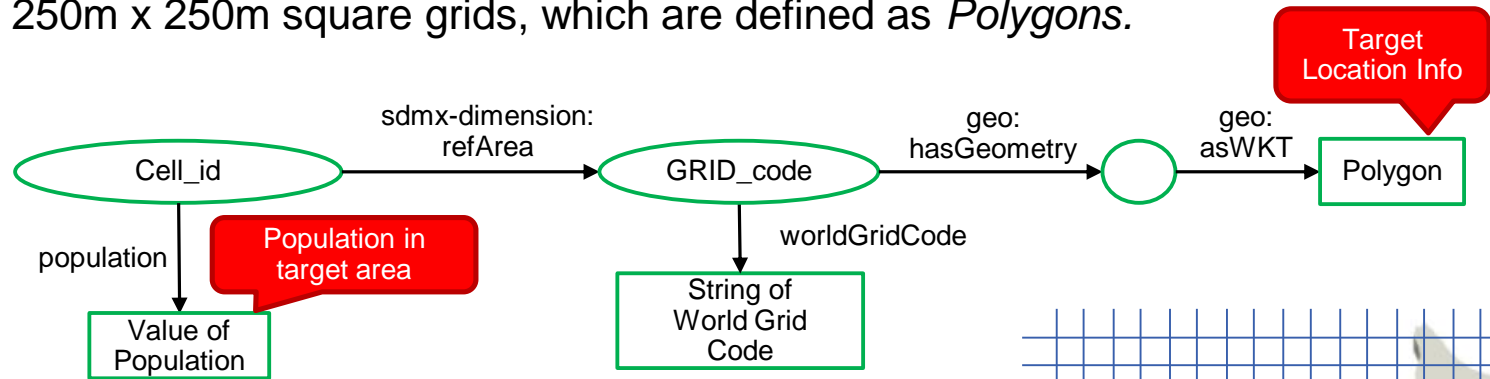 250m x 250m square grids, which are defined as Polygons.
Target
Location Info
sdmx-dimension:
refArea
geo:
hasGeometry
geo:
asWKT
Cell_id
GRID_code
Polygon
population
Population in
target area
worldGridCode
Value of
Population
String of
World Grid
Code